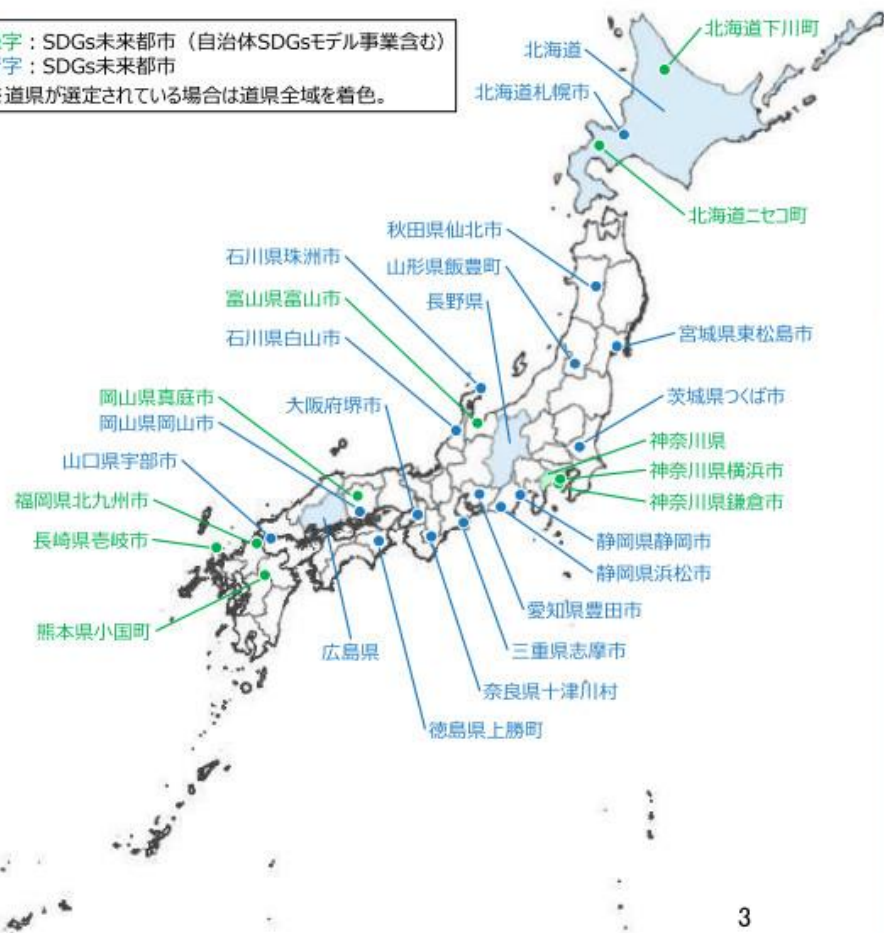 字：SDGs未来都市（自治体SDGsモデル事業含む）
字：SDGs未来都市
道県が選定されている場合は道県全域を着色。
北海道下川町
北海道
北海道札幌市
北海道ニセコ町
秋田県仙北市
石川県珠洲市
山形県飯豊町
富山県富山市
長野県
石川県白山市
宮城県東松島市
岡山県真庭市
大阪府堺市
茨城県つくば市
岡山県岡山市
神奈川県
山口県宇部市
神奈川県横浜市
福岡県北九州市
神奈川県鎌倉市
長崎県壱岐市
静岡県静岡市
静岡県浜松市
愛知県豊田市
熊本県小国町
広島県
三重県志摩市
奈良県十津川村
徳島県上勝町
3